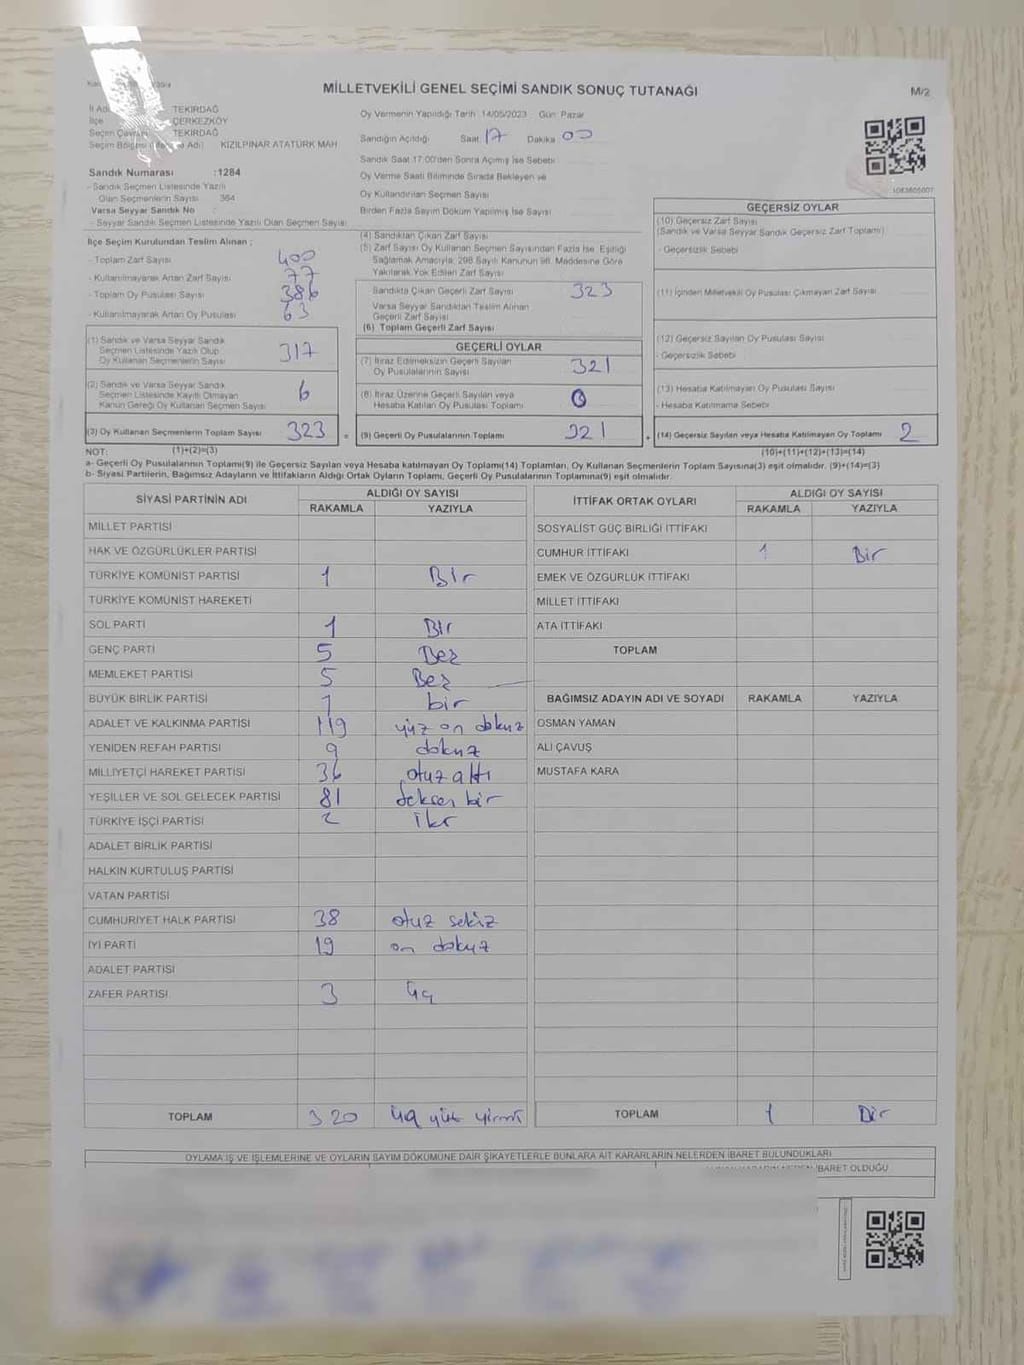 MİLLETVEKİLİ GENEL SEÇİMİ SANDIK SONUÇ TUTANAĞI
M/2
İl Adı TEKİRDAĞ
İlçe ÇERKEZKÖY
Seçim Çevresi TEKİRDAĞ
Seçim Bölgesi KIZILPINAR ATATÜRK MAH
Sandık Numarası :1284
- Sandık Seçmen Listesinde Yazılı
Olan Seçmenlerin Sayısı 364
Varsa Seyyar Sandık No :
- Seyyar Sandık Seçmen Listesinde Yazılı Olan Seçmen Sayısı
İlçe Seçim Kurulundan Teslim Alınan ;
- Toplam Zarf Sayısı 400
- Kullanılmayarak Artan Zarf Sayısı 77
- Toplam Oy Pusulası Sayısı 386
- Kullanılmayarak Artan Oy Pusulası 63
(1) Sandık ve Varsa Seyyar Sandık
Seçmen Listesinde Yazılı Olup
Oy Kullanan Seçmenlerin Sayısı 317
(2) Sandık ve Varsa Seyyar Sandık
Seçmen Listesinde Kayıtlı Olmayan
Kanun Gereği Oy Kullanan Seçmen Sayısı 6
(3) Oy Kullanan Seçmenlerin Toplam Sayısı 323
Oy Vermenin Yapıldığı Tarih 14/05/2023 Gün Pazar
Sandığın Açıldığı Saat 17 Dakika 00
Sandık Saat 17:00'den Sonra Açılmış İse Sebebi
Oy Verme Saati Bitiminde Sırada Bekleyen ve
Oy Kullandırılan Seçmen Sayısı
Birden Fazla Sayım Döküm Yapılmış İse Sayısı
(4) Sandıktan Çıkan Zarf Sayısı
(5) Zarf Sayısı Oy Kullanan Seçmen Sayısından Fazla İse, Eşitliği
Sağlamak Amacıyla, 298 Sayılı Kanunun 98. Maddesine Göre
Yakılarak Yok Edilen Zarf Sayısı
Sandıkta Çıkan Geçerli Zarf Sayısı 323
Varsa Seyyar Sandıktan Teslim Alınan
Geçerli Zarf Sayısı
(6) Toplam Geçerli Zarf Sayısı
GEÇERLİ OYLAR
(7) İtiraz Edilmeksizin Geçerli Sayılan
Oy Pusulalarının Sayısı 321
(8) İtiraz Üzerine Geçerli Sayılan veya
Hesaba Katılan Oy Pusulası Toplamı 0
= (9) Geçerli Oy Pusulalarının Toplamı 321
1083605007
GEÇERSİZ OYLAR
(10) Geçersiz Zarf Sayısı
(Sandık ve Varsa Seyyar Sandık Geçersiz Zarf Toplamı)
- Geçersizlik Sebebi
(11) İçinden Milletvekili Oy Pusulası Çıkmayan Zarf Sayısı
(12) Geçersiz Sayılan Oy Pusulası Sayısı
- Geçersizlik Sebebi
(13) Hesaba Katılmayan Oy Pusulası Sayısı
- Hesaba Katılmama Sebebi
+ (14) Geçersiz Sayılan veya Hesaba Katılmayan Oy Toplamı 2
NOT: (1)+(2)=(3)
(10)+(11)+(12)+(13)=(14)
a- Geçerli Oy Pusulalarının Toplamı(9) ile Geçersiz Sayılan veya Hesaba katılmayan Oy Toplamı(14) Toplamları, Oy Kullanan Seçmenlerin Toplam Sayısına(3) eşit olmalıdır. (9)+(14)=(3)
b- Siyasi Partilerin, Bağımsız Adayların ve İttifakların Aldığı Ortak Oyların Toplamı, Geçerli Oy Pusulalarının Toplamına(9) eşit olmalıdır.
SİYASİ PARTİNİN ADI ALDIĞI OY SAYISI
RAKAMLA YAZIYLA
MİLLET PARTİSİ
HAK VE ÖZGÜRLÜKLER PARTİSİ
TÜRKİYE KOMÜNİST PARTİSİ 1 Bir
TÜRKİYE KOMÜNİST HAREKETİ
SOL PARTİ 1 Bir
GENÇ PARTİ 5 Beş
MEMLEKET PARTİSİ 5 Beş
BÜYÜK BİRLİK PARTİSİ 1 bir
ADALET VE KALKINMA PARTİSİ 119 yüz on dokuz
YENİDEN REFAH PARTİSİ 9 dokuz
MİLLİYETÇİ HAREKET PARTİSİ 36 otuz altı
YEŞİLLER VE SOL GELECEK PARTİSİ 81 seksen bir
TÜRKİYE İŞÇİ PARTİSİ 2 iki
ADALET BİRLİK PARTİSİ
HALKIN KURTULUŞ PARTİSİ
VATAN PARTİSİ
CUMHURİYET HALK PARTİSİ 38 otuz sekiz
İYİ PARTİ 19 on dokuz
ADALET PARTİSİ
ZAFER PARTİSİ 3 üç
TOPLAM 320 üç yüz yirmi
İTTİFAK ORTAK OYLARI ALDIĞI OY SAYISI
RAKAMLA YAZIYLA
SOSYALİST GÜÇ BİRLİĞİ İTTİFAKI
CUMHUR İTTİFAKI 1 Bir
EMEK VE ÖZGÜRLÜK İTTİFAKI
MİLLET İTTİFAKI
ATA İTTİFAKI
TOPLAM
BAĞIMSIZ ADAYIN ADI VE SOYADI RAKAMLA YAZIYLA
OSMAN YAMAN
ALİ ÇAVUŞ
MUSTAFA KARA
TOPLAM 1 Bir
OYLAMA İŞ VE İŞLEMLERİNE VE OYLARIN SAYIM DÖKÜMÜNE DAİR ŞİKAYETLERLE BUNLARA AİT KARARLARIN NELERDEN İBARET BULUNDUKLARI
İBARET OLDUĞU